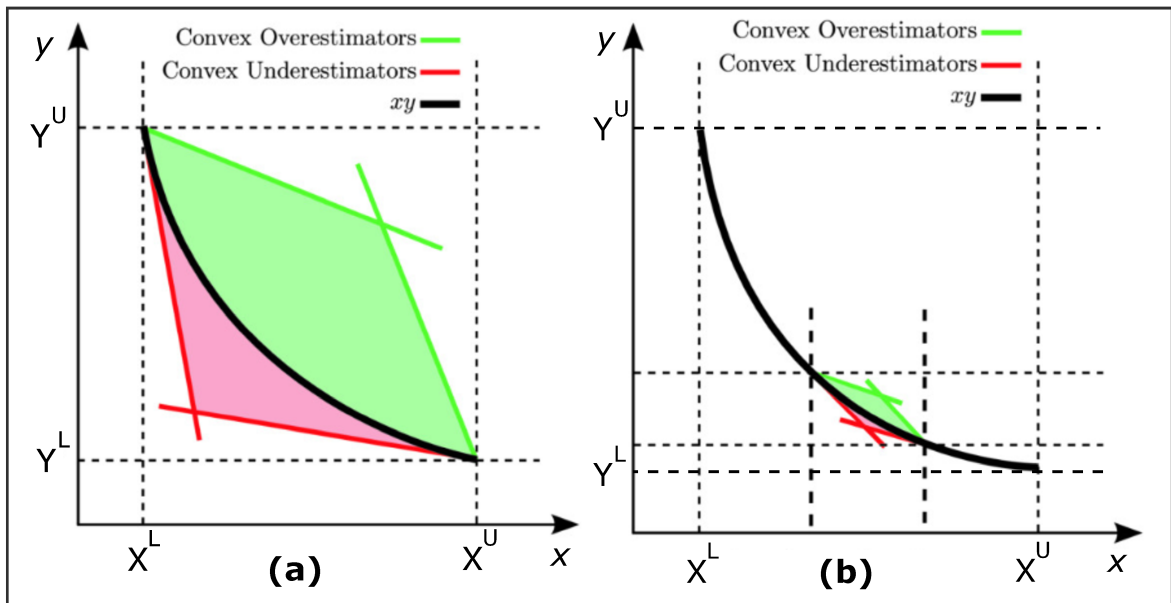 y
Convex Overestimators
Convex Underestimators
xy
Y^U
Y^L
X^L
X^U
x
(a)
y
Convex Overestimators
Convex Underestimators
xy
Y^U
Y^L
X^L
X^U
x
(b)